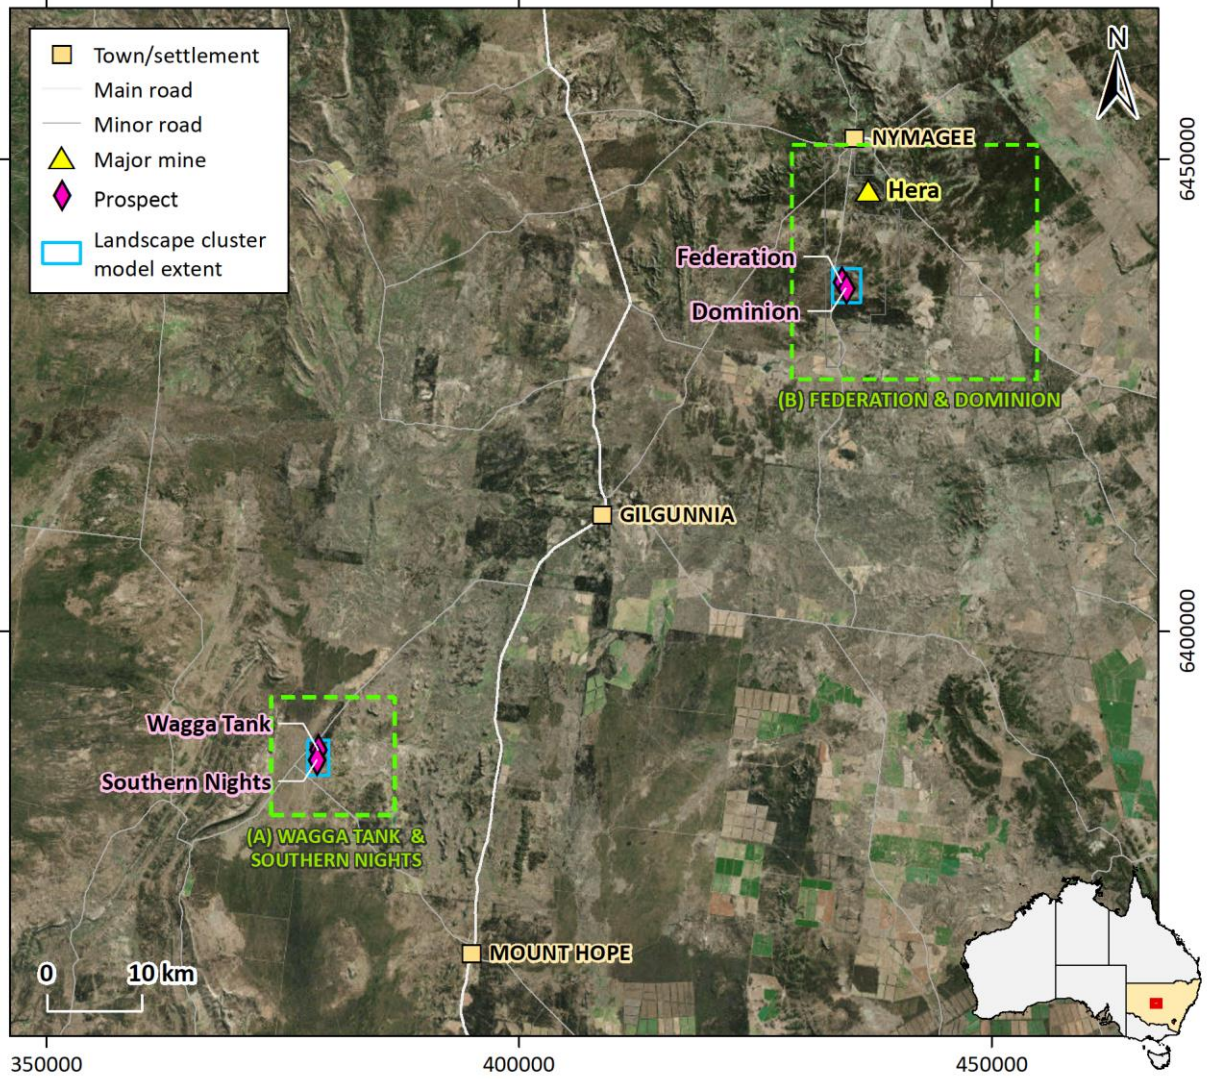 Town/settlement
Main road
Minor road
Major mine
Prospect
Landscape cluster
model extent
N
NYMAGEE
Hera
Federation
Dominion
(B) FEDERATION & DOMINION
GILGUNNIA
Wagga Tank
Southern Nights
(A) WAGGA TANK &
SOUTHERN NIGHTS
MOUNT HOPE
0 10 km
6450000
6400000
350000 400000 450000